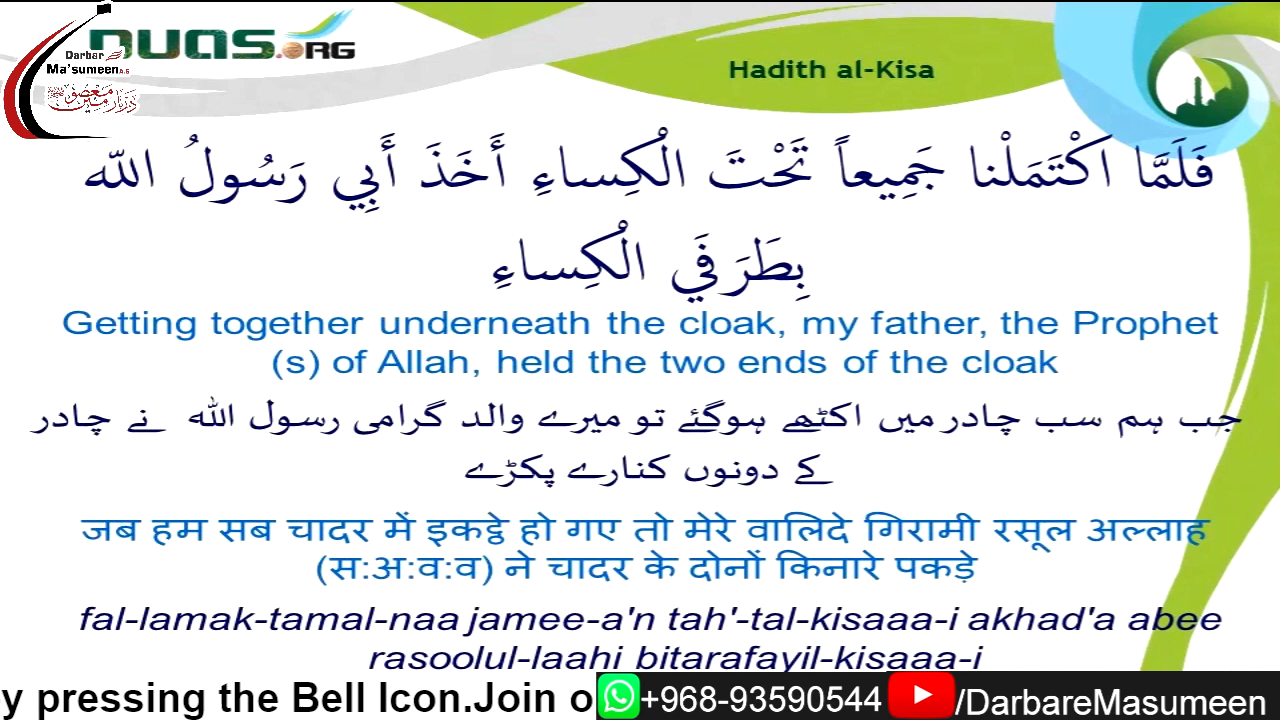 DUAS.ORG
Darbar
Ma'sumeen A.S
Hadith al-Kisa
فَلَمَّا اكْتَمَلْنا جَمِيعاً تَحْتَ الْكِساءِ أَخَذَ أَبِي رَسُولُ اللّه
بِطَرَفَيِ الْكِساءِ
Getting together underneath the cloak, my father, the Prophet
(s) of Allah, held the two ends of the cloak
جب ہم سب چادر میں اکٹھے ہوگئے تو میرے والد گرامی رسول اللہ نے چادر
کے دونوں کنارے پکڑے
जब हम सब चादर में इकट्ठे हो गए तो मेरे वालिदे गिरामी रसूल अल्लाह
(स:अ:व:व) ने चादर के दोनों किनारे पकड़े
fal-lamak-tamal-naa jamee-a'n tah'-tal-kisaaa-i akhad'a abee
rasoolul-laahi bitarafayil-kisaaa-i
y pressing the Bell Icon.Join o +968-93590544 /DarbareMasumeen